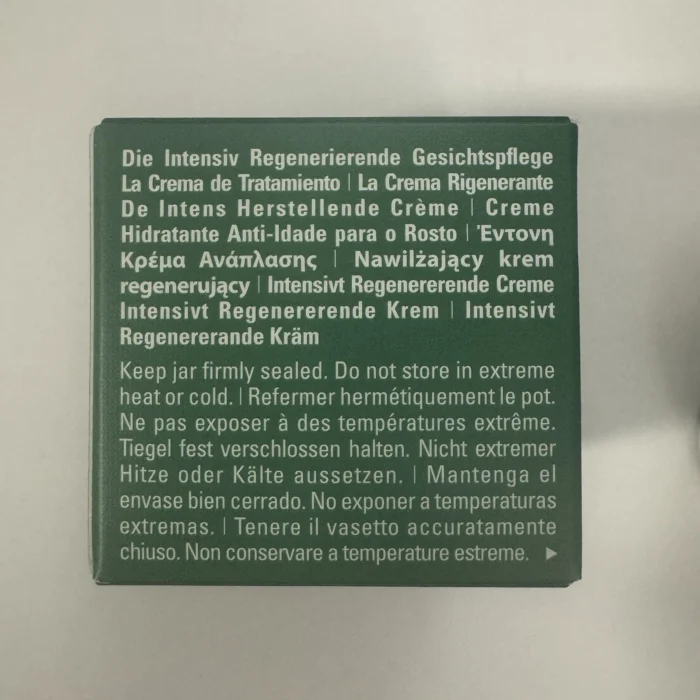 Die Intensiv Regenerierende Gesichtspflege
La Crema de Tratamiento | La Crema Rigenerante
De Intens Herstellende Crème | Creme
Hidratante Anti-Idade para o Rosto | Έντονη
Κρέμα Ανάπλασης | Nawilżający krem
regenerujący | Intensivt Regenererende Creme
Intensivt Regenererende Krem | Intensivt
Regenererande Kräm
Keep jar firmly sealed. Do not store in extreme
heat or cold. | Refermer hermétiquement le pot.
Ne pas exposer à des températures extrême.
Tiegel fest verschlossen halten. Nicht extremer
Hitze oder Kälte aussetzen. | Mantenga el
envase bien cerrado. No exponer a temperaturas
extremas. | Tenere il vasetto accuratamente
chiuso. Non conservare a temperature estreme. ►